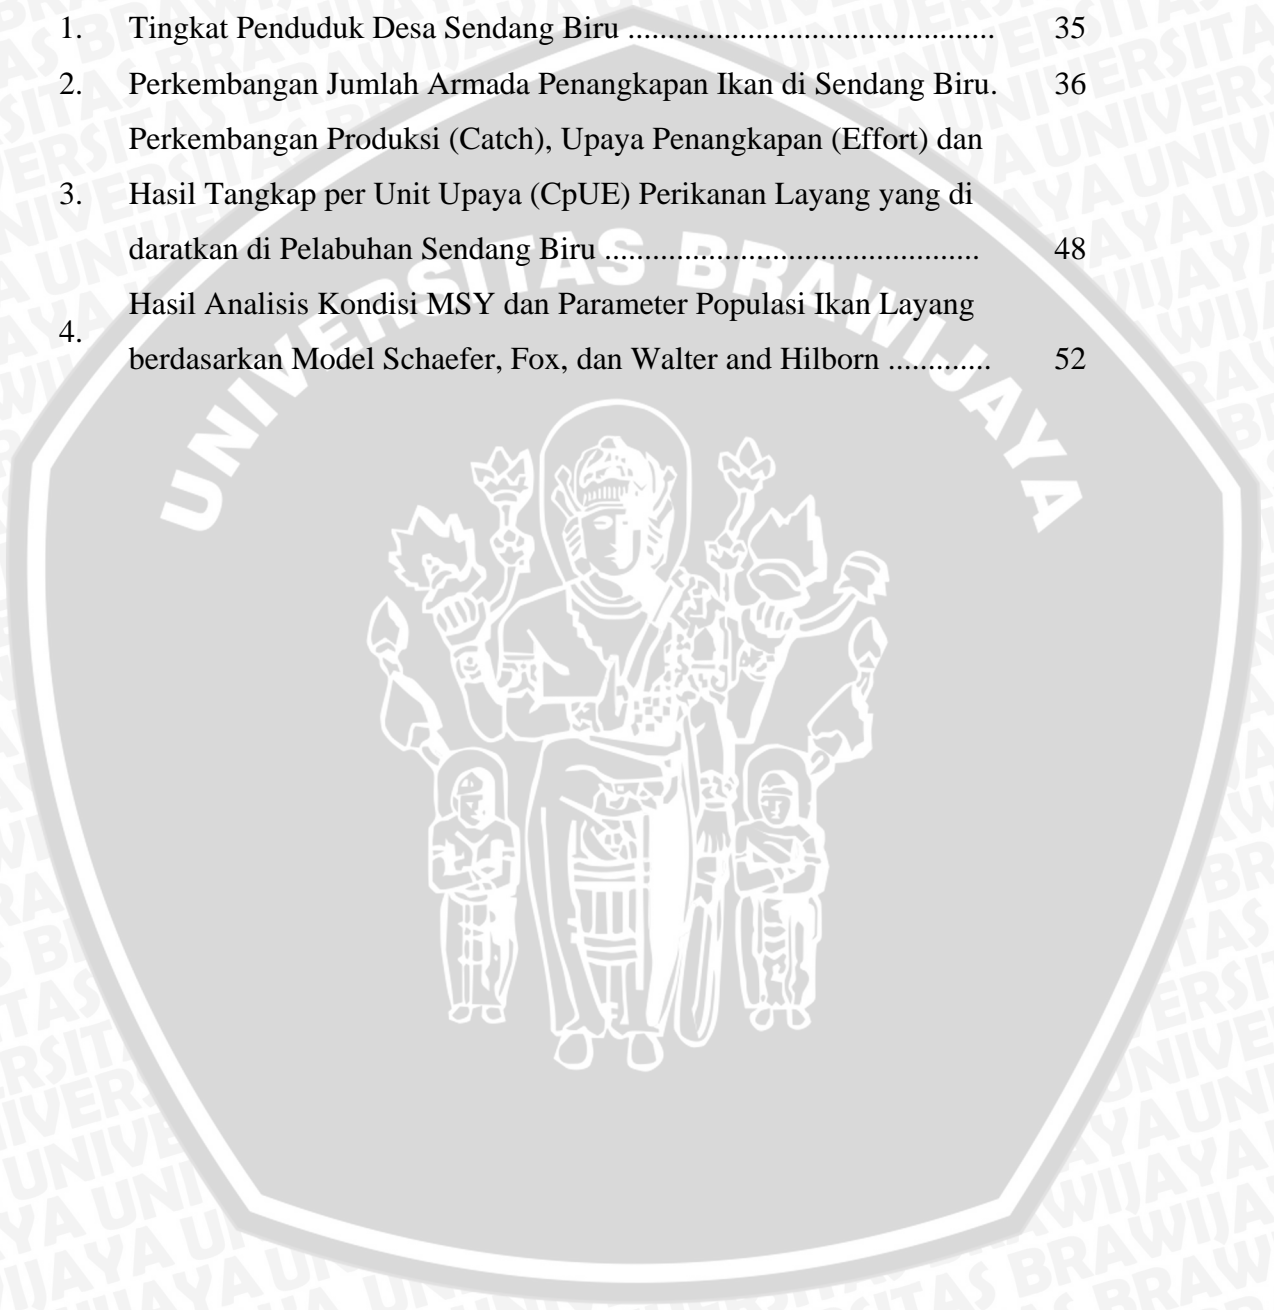 1. Tingkat Penduduk Desa Sendang Biru ....................................... 35
2. Perkembangan Jumlah Armada Penangkapan Ikan di Sendang Biru. 36
Perkembangan Produksi (Catch), Upaya Penangkapan (Effort) dan
3. Hasil Tangkap per Unit Upaya (CpUE) Perikanan Layang yang di
daratkan di Pelabuhan Sendang Biru ........................................ 48
Hasil Analisis Kondisi MSY dan Parameter Populasi Ikan Layang
4.
berdasarkan Model Schaefer, Fox, dan Walter and Hilborn ............. 52
UNIVERSITAS BRAWIJAYA